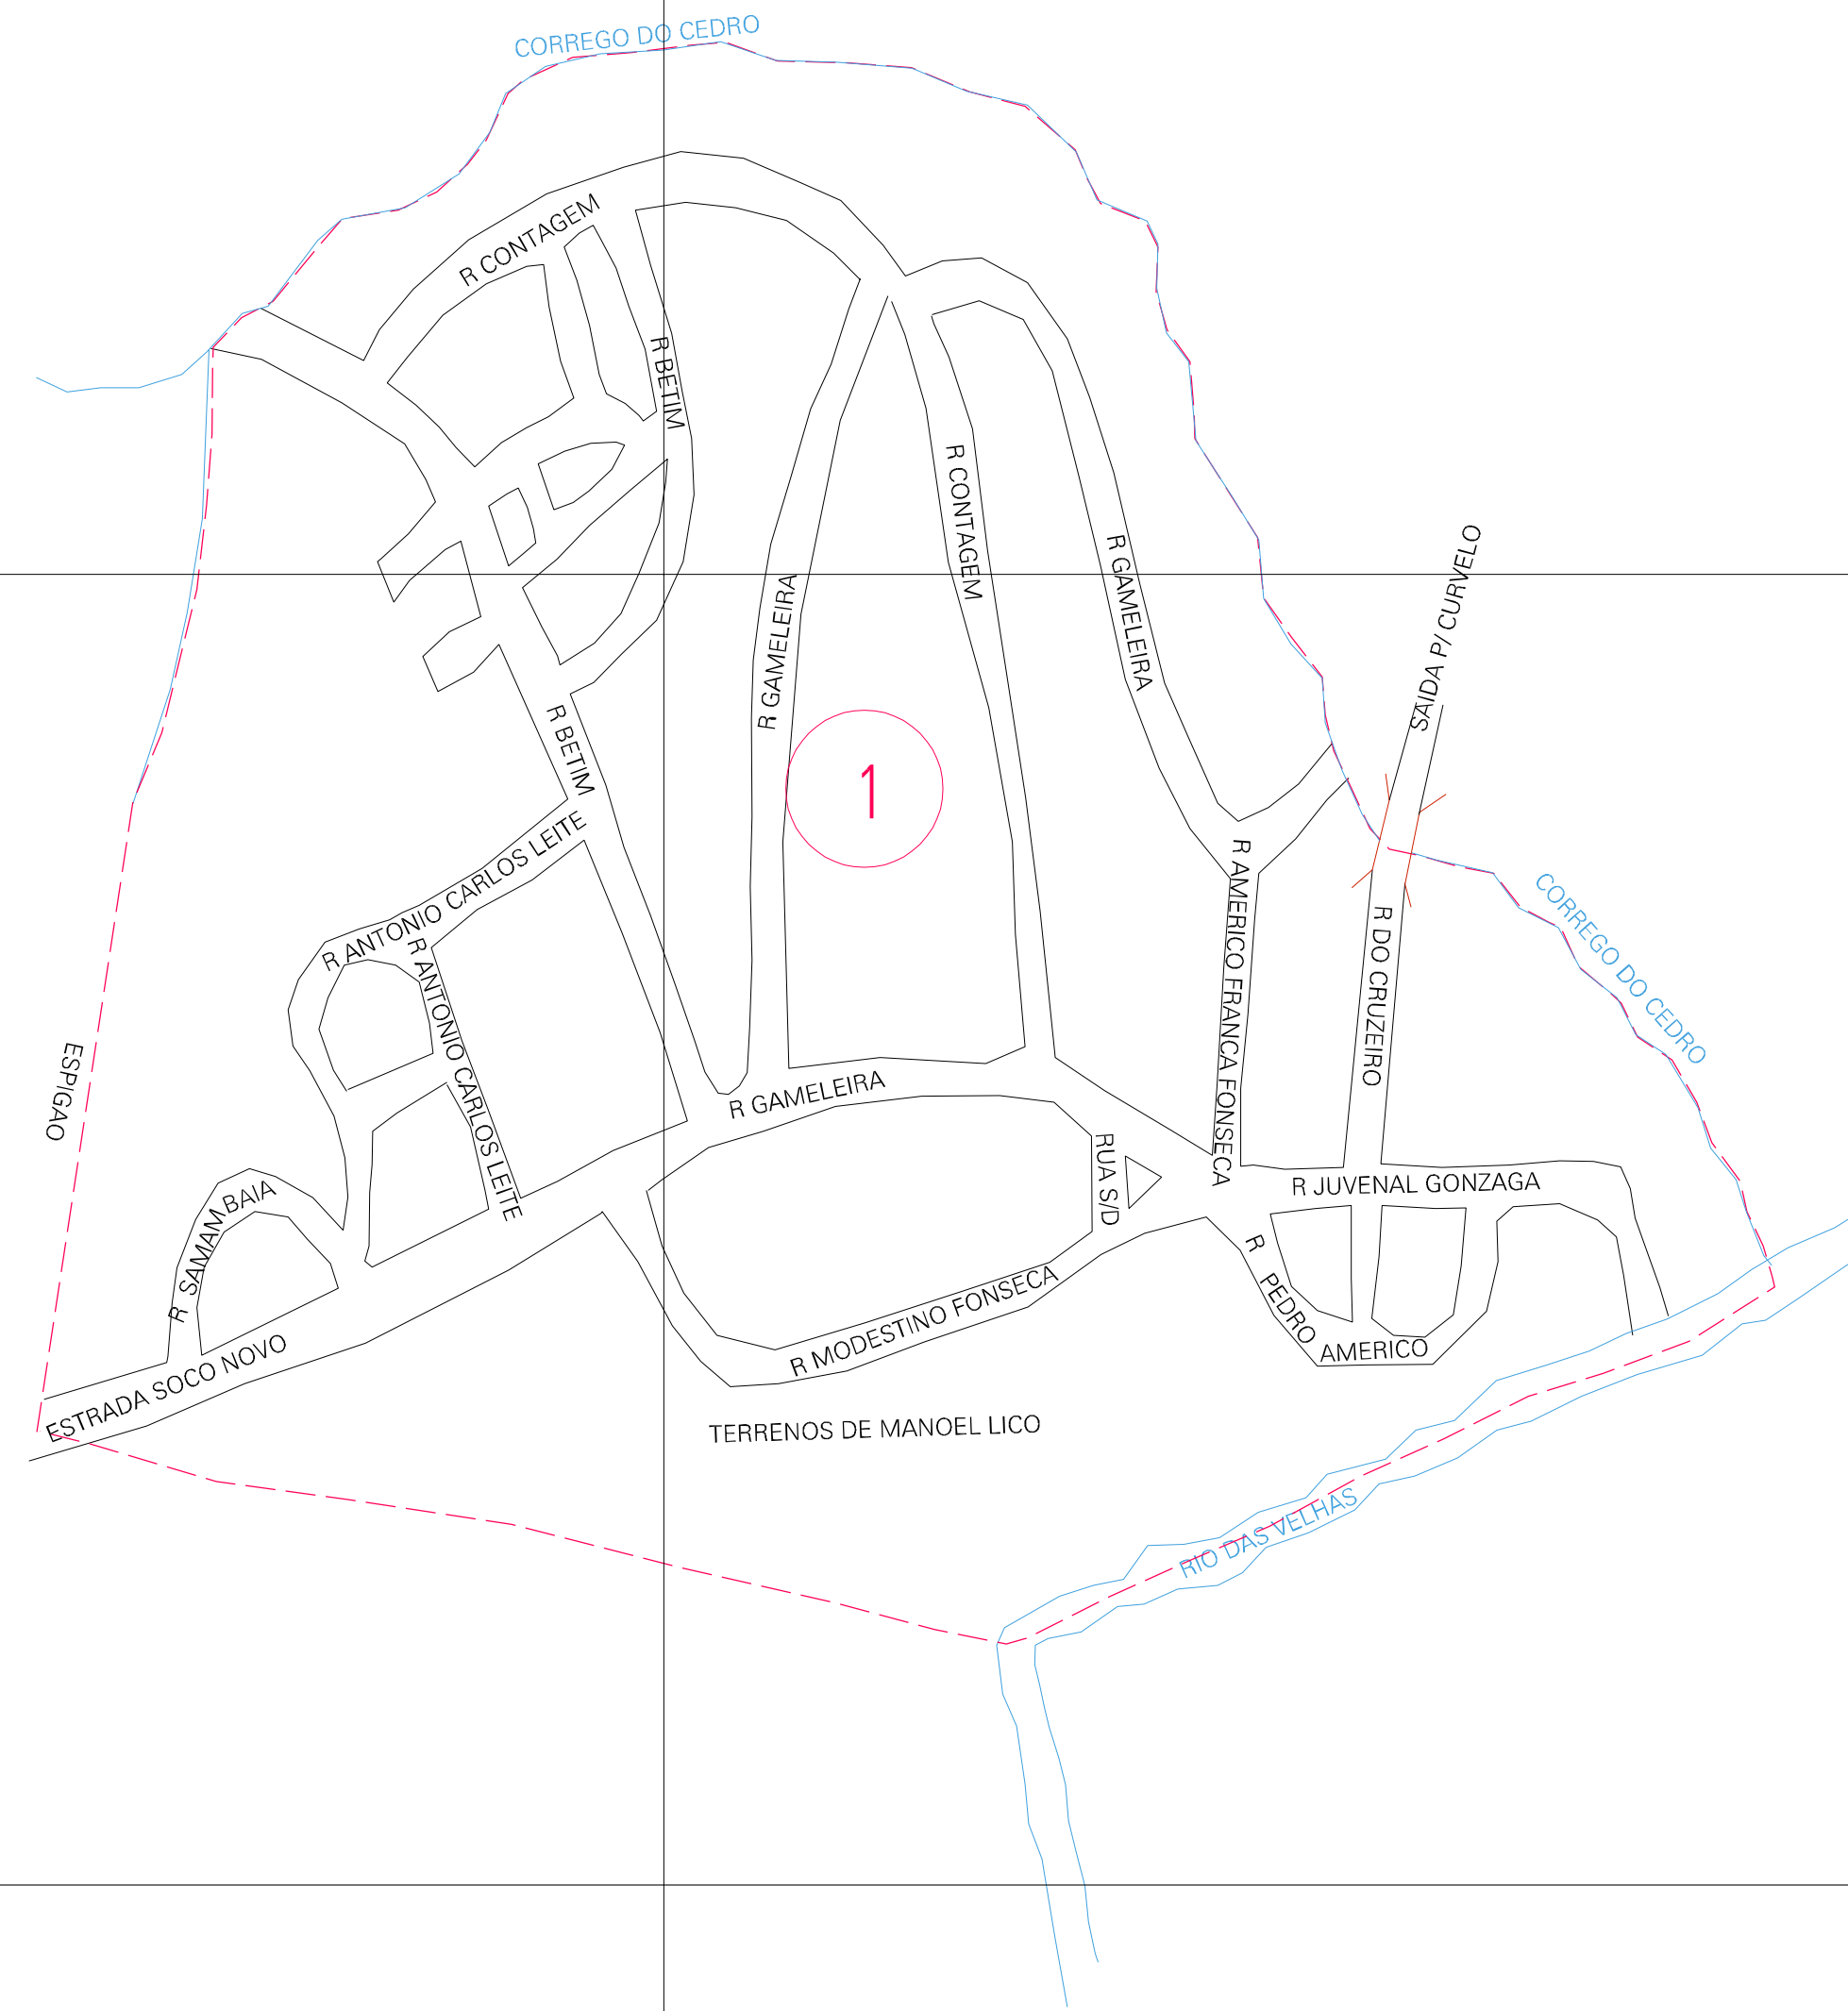 CORREGO DO CEDRO
R CONTAGEM
R BETIM
R CONTAGEM
R GAMELEIRA
R GAMELEIRA
SAIDA P/ CURVELO
R BETIM
1
R ANTONIO CARLOS LEITE
R AMERICO FRANCA FONSECA
R DO CRUZEIRO
CORREGO DO CEDRO
R ANTONIO CARLOS LEITE
ESPIGAO
R GAMELEIRA
RUA S/D
R JUVENAL GONZAGA
R SAMAMBAIA
R PEDRO AMERICO
R MODESTINO FONSECA
ESTRADA SOCO NOVO
TERRENOS DE MANOEL LICO
RIO DAS VELHAS